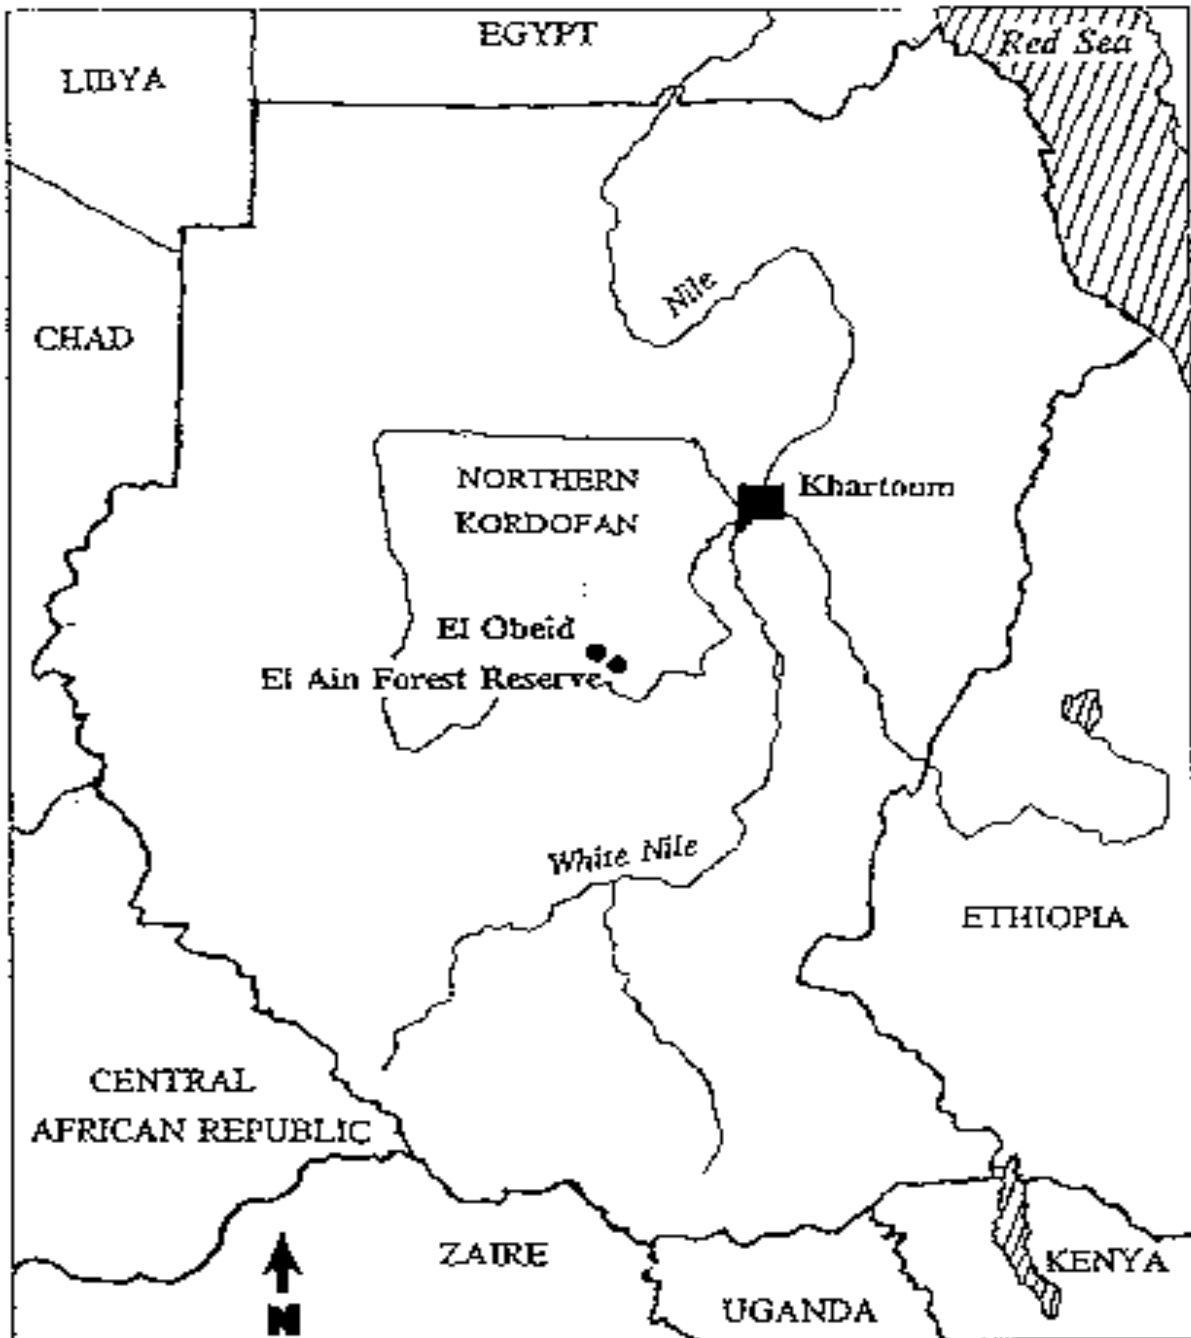 EGYPT
Red Sea
LIBYA
Nile
CHAD
NORTHERN
KORDOFAN
Khartoum
El Obeid
El Ain Forest Reserve
White Nile
ETHIOPIA
CENTRAL
AFRICAN REPUBLIC
ZAIRE
KENYA
UGANDA
N